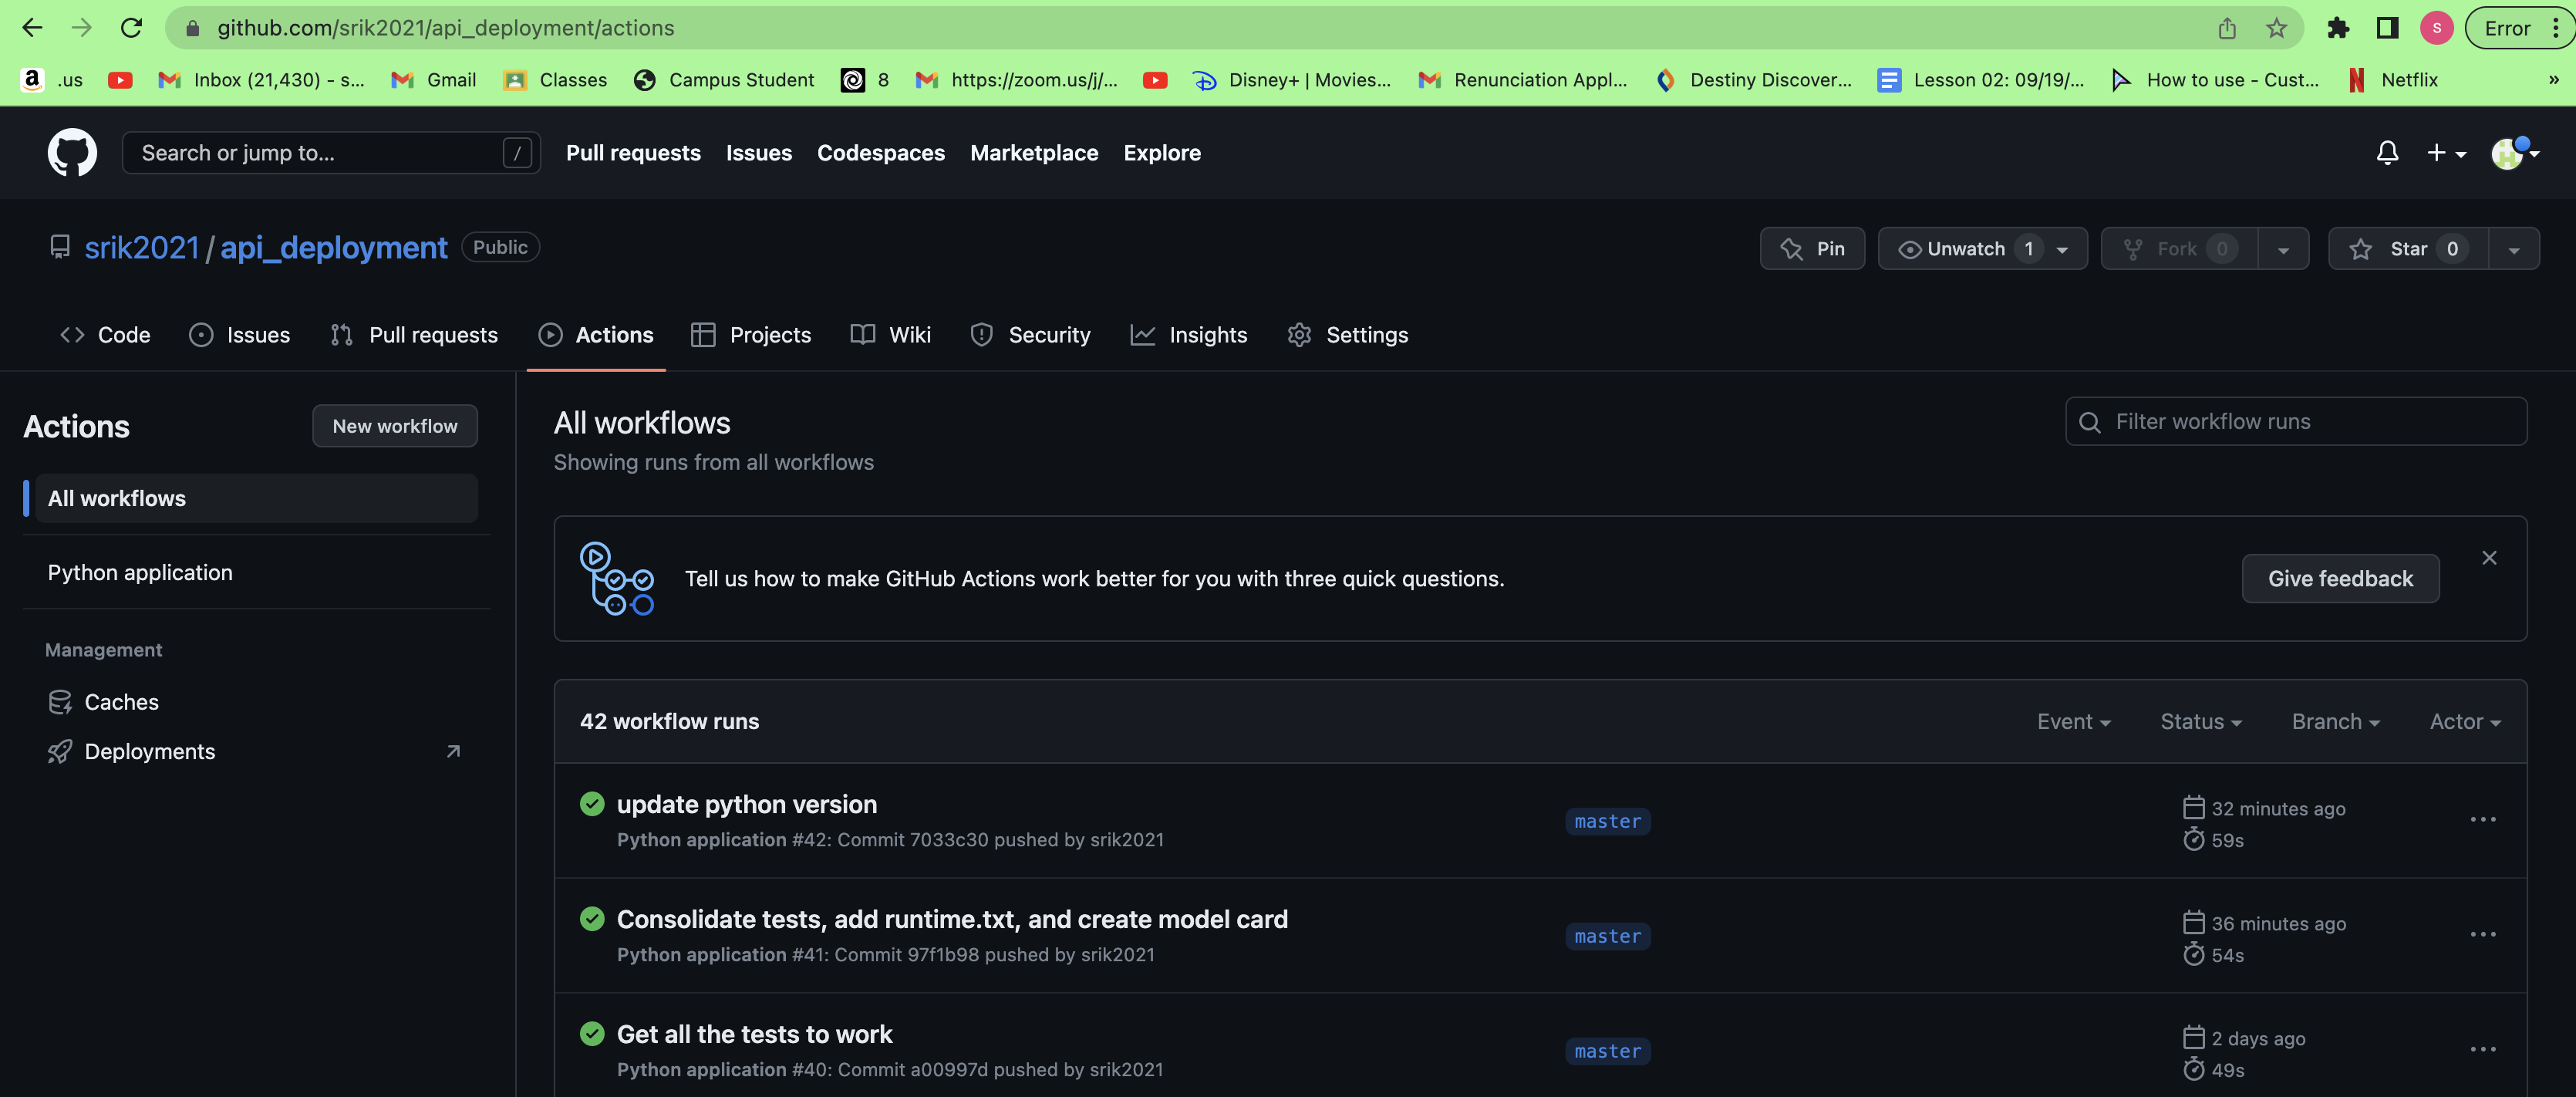 github.com/srik2021/api_deployment/actions
S
Error
.us
Inbox (21,430) - s...
Gmail
Classes
Campus Student
8
https://zoom.us/j/...
Disney+ | Movies...
Renunciation Appl...
Destiny Discover...
Lesson 02: 09/19/...
How to use - Cust...
Netflix
»
Search or jump to...
/
Pull requests
Issues
Codespaces
Marketplace
Explore
srik2021/api_deployment
Public
Pin
Unwatch 1
Fork 0
Star 0
Code
Issues
Pull requests
Actions
Projects
Wiki
Security
Insights
Settings
Actions
New workflow
All workflows
Python application
Management
Caches
Deployments
All workflows
Showing runs from all workflows
Filter workflow runs
Tell us how to make GitHub Actions work better for you with three quick questions.
Give feedback
42 workflow runs
Event
Status
Branch
Actor
update python version
Python application #42: Commit 7033c30 pushed by srik2021
master
32 minutes ago
59s
Consolidate tests, add runtime.txt, and create model card
Python application #41: Commit 97f1b98 pushed by srik2021
master
36 minutes ago
54s
Get all the tests to work
Python application #40: Commit a00997d pushed by srik2021
master
2 days ago
49s